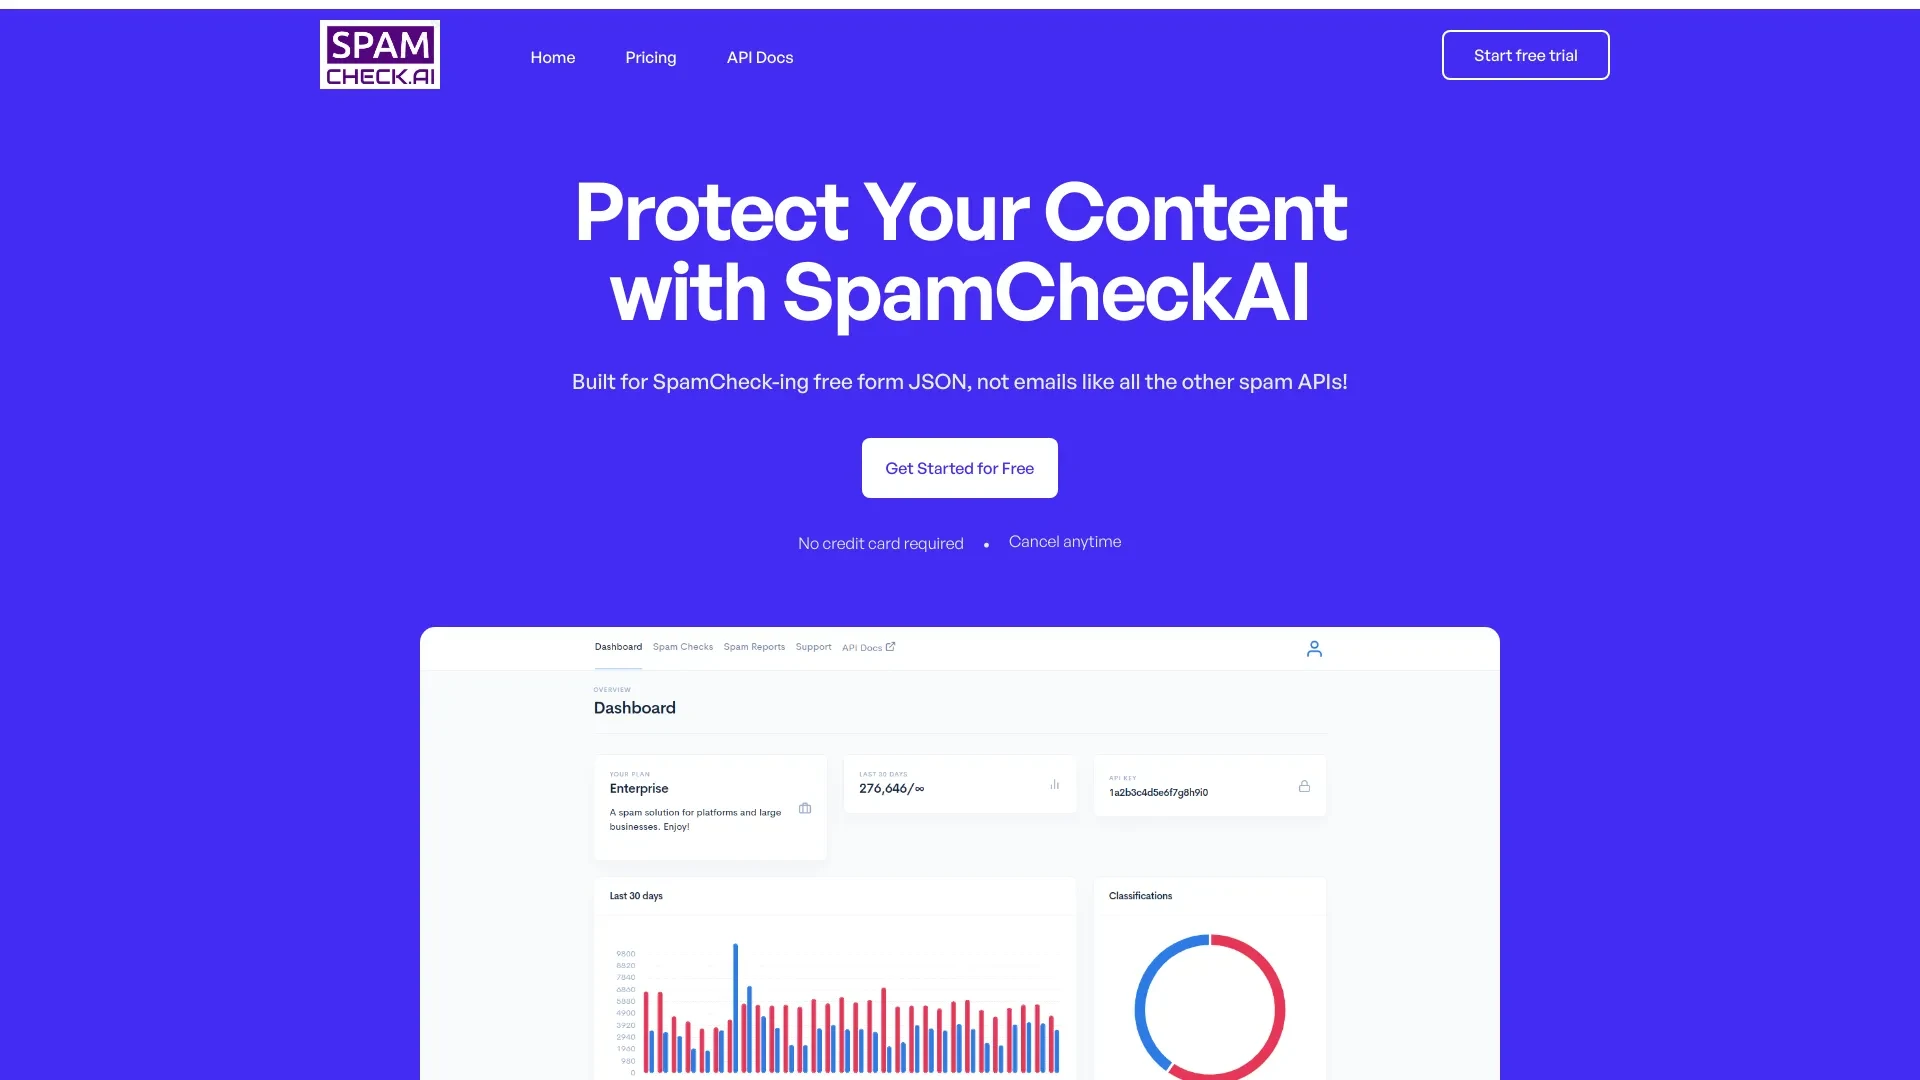 SPAM
CHECK.AI
Home
Pricing
API Docs
Start free trial
Protect Your Content
with SpamCheckAI
Built for SpamCheck-ing free form JSON, not emails like all the other spam APIs!
Get Started for Free
No credit card required
Cancel anytime
Dashboard
Spam Checks
Spam Reports
Support
API Docs
OVERVIEW
Dashboard
YOUR PLAN
Enterprise
A spam solution for platforms and large
businesses. Enjoy!
LAST 30 DAYS
276,646/∞
API KEY
1a2b3c4d5e6f7g8h9i0
Last 30 days
Classifications
9800
8820
7840
6860
5880
4900
3920
2940
1960
980
0